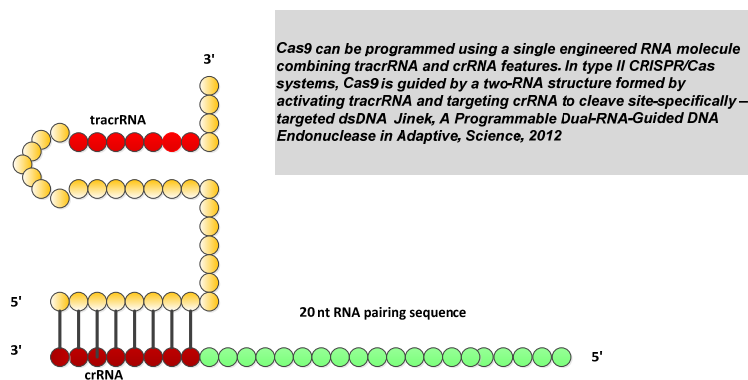 Cas9 can be programmed using a single engineered RNA molecule
combining tracrRNA and crRNA features. In type II CRISPR/Cas
systems, Cas9 is guided by a two-RNA structure formed by
activating tracrRNA and targeting crRNA to cleave site-specifically –
targeted dsDNA Jinek, A Programmable Dual-RNA-Guided DNA
Endonuclease in Adaptive, Science, 2012
3'
tracrRNA
5'
20 nt RNA pairing sequence
3'
5'
crRNA